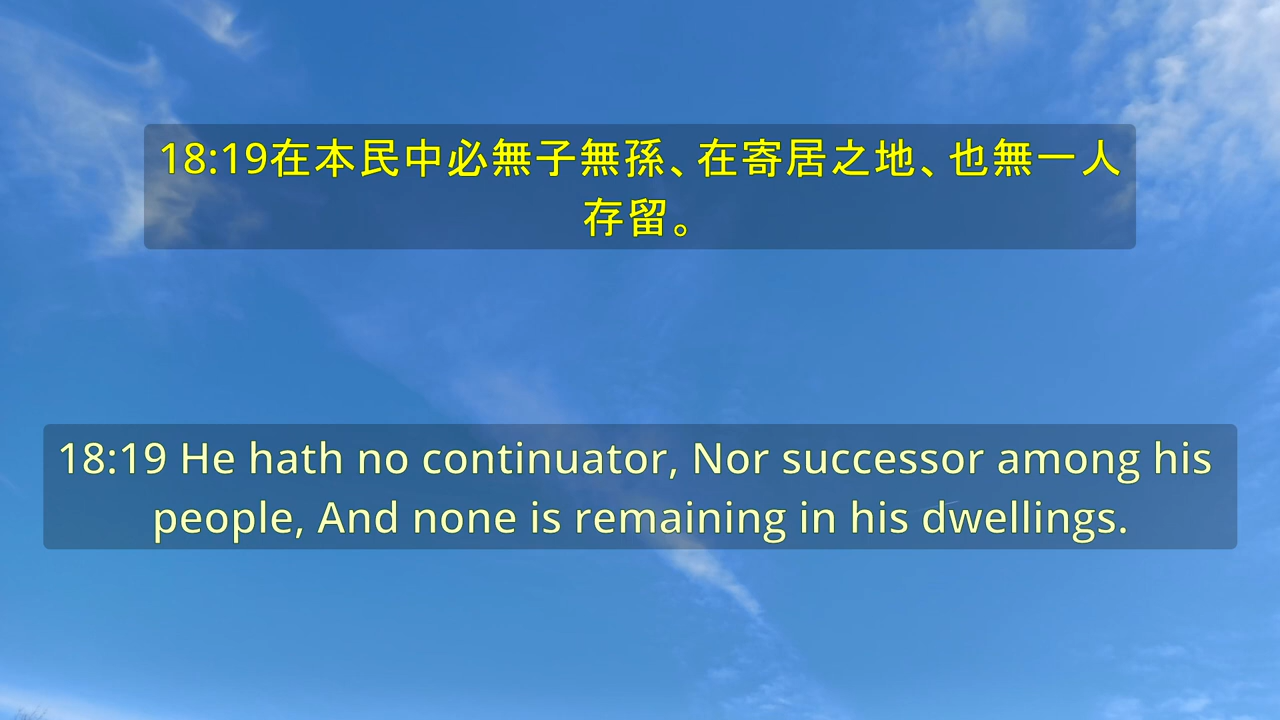 18:19在本民中必無子無孫、在寄居之地、也無一人
存留。
18:19 He hath no continuator, Nor successor among his
people, And none is remaining in his dwellings.